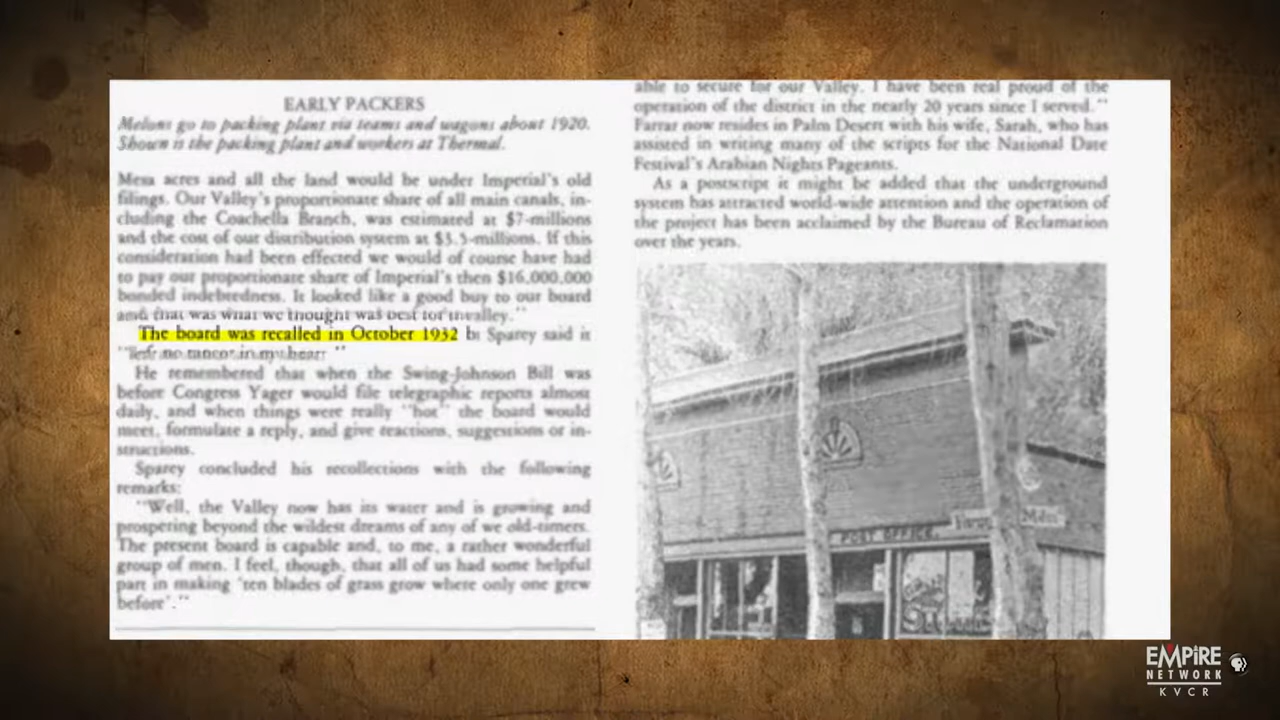 EARLY PACKERS
Melons go to packing plant via teams and wagons about 1920.
Shown is the packing plant and workers at Thermal.
Mesa acres and all the land would be under Imperial's old
filings. Our Valley's proportionate share of all main canals, in-
cluding the Coachella Branch, was estimated at $7-millions
and the cost of our distribution system at $3.5-millions. If this
consideration had been effected we would of course have had
to pay our proportionate share of Imperial's then $16,000,000
bonded indebtedness. It looked like a good buy to our board
and that was what we thought was best for the valley."
The board was recalled in October 1932 Sparey said it
"left no rancor in my heart."
He remembered that when the Swing-Johnson Bill was
before Congress Yager would file telegraphic reports almost
daily, and when things were really "hot" the board would
meet, formulate a reply, and give reactions, suggestions or in-
structions.
Sparey concluded his recollections with the following
remarks:
"Well, the Valley now has its water and is growing and
prospering beyond the wildest dreams of any of we old-timers.
The present board is capable and, to me, a rather wonderful
group of men. I feel, though, that all of us had some helpful
part in making 'ten blades of grass grow where only one grew
before'."
able to secure for our Valley. I have been real proud of the
operation of the district in the nearly 20 years since I served."
Farrar now resides in Palm Desert with his wife, Sarah, who has
assisted in writing many of the scripts for the National Date
Festival's Arabian Nights Pageants.
As a postscript it might be added that the underground
system has attracted world-wide attention and the operation of
the project has been acclaimed by the Bureau of Reclamation
over the years.
POST OFFICE.
EMPIRE
NETWORK
KVCR
PBS